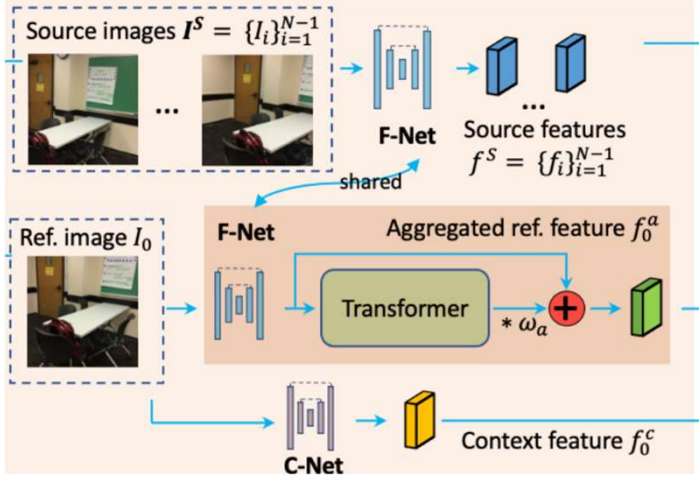 Source images I^S = {I_i}_{i=1}^{N-1}
...
F-Net
...
Source features
f^S = {f_i}_{i=1}^{N-1}
shared
Ref. image I_0
F-Net
Aggregated ref. feature f_0^a
Transformer
* ω_a
+
C-Net
Context feature f_0^c